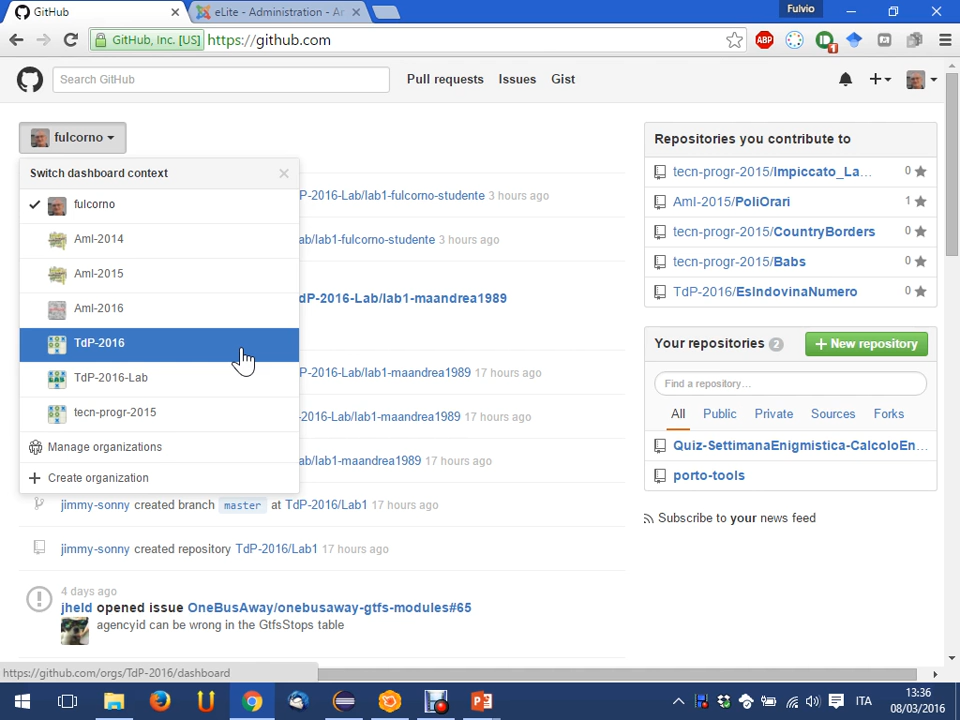 GitHub
eLite - Administration - Ar
Fulvio
GitHub, Inc. [US]
https://github.com
ABP
1
Search GitHub
Pull requests
Issues
Gist
fulcorno
Switch dashboard context
fulcorno
AmI-2014
AmI-2015
AmI-2016
TdP-2016
TdP-2016-Lab
tecn-progr-2015
Manage organizations
Create organization
P-2016-Lab/lab1-fulcorno-studente 3 hours ago
ab/lab1-fulcorno-studente 3 hours ago
dP-2016-Lab/lab1-maandrea1989
P-2016-Lab/lab1-maandrea1989 17 hours ago
-2016-Lab/lab1-maandrea1989 17 hours ago
ab/lab1-maandrea1989 17 hours ago
jimmy-sonny created branch master at TdP-2016/Lab1 17 hours ago
jimmy-sonny created repository TdP-2016/Lab1 17 hours ago
4 days ago
jheld opened issue OneBusAway/onebusaway-gtfs-modules#65
agencyid can be wrong in the GtfsStops table
Repositories you contribute to
tecn-progr-2015/Impiccato_La… 0
AmI-2015/PoliOrari 1
tecn-progr-2015/CountryBorders 0
tecn-progr-2015/Babs 0
TdP-2016/EsIndovinaNumero 0
Your repositories 2
New repository
Find a repository…
All
Public
Private
Sources
Forks
Quiz-SettimanaEnigmistica-CalcoloEn…
porto-tools
Subscribe to your news feed
https://github.com/orgs/TdP-2016/dashboard
ITA
13:36
08/03/2016